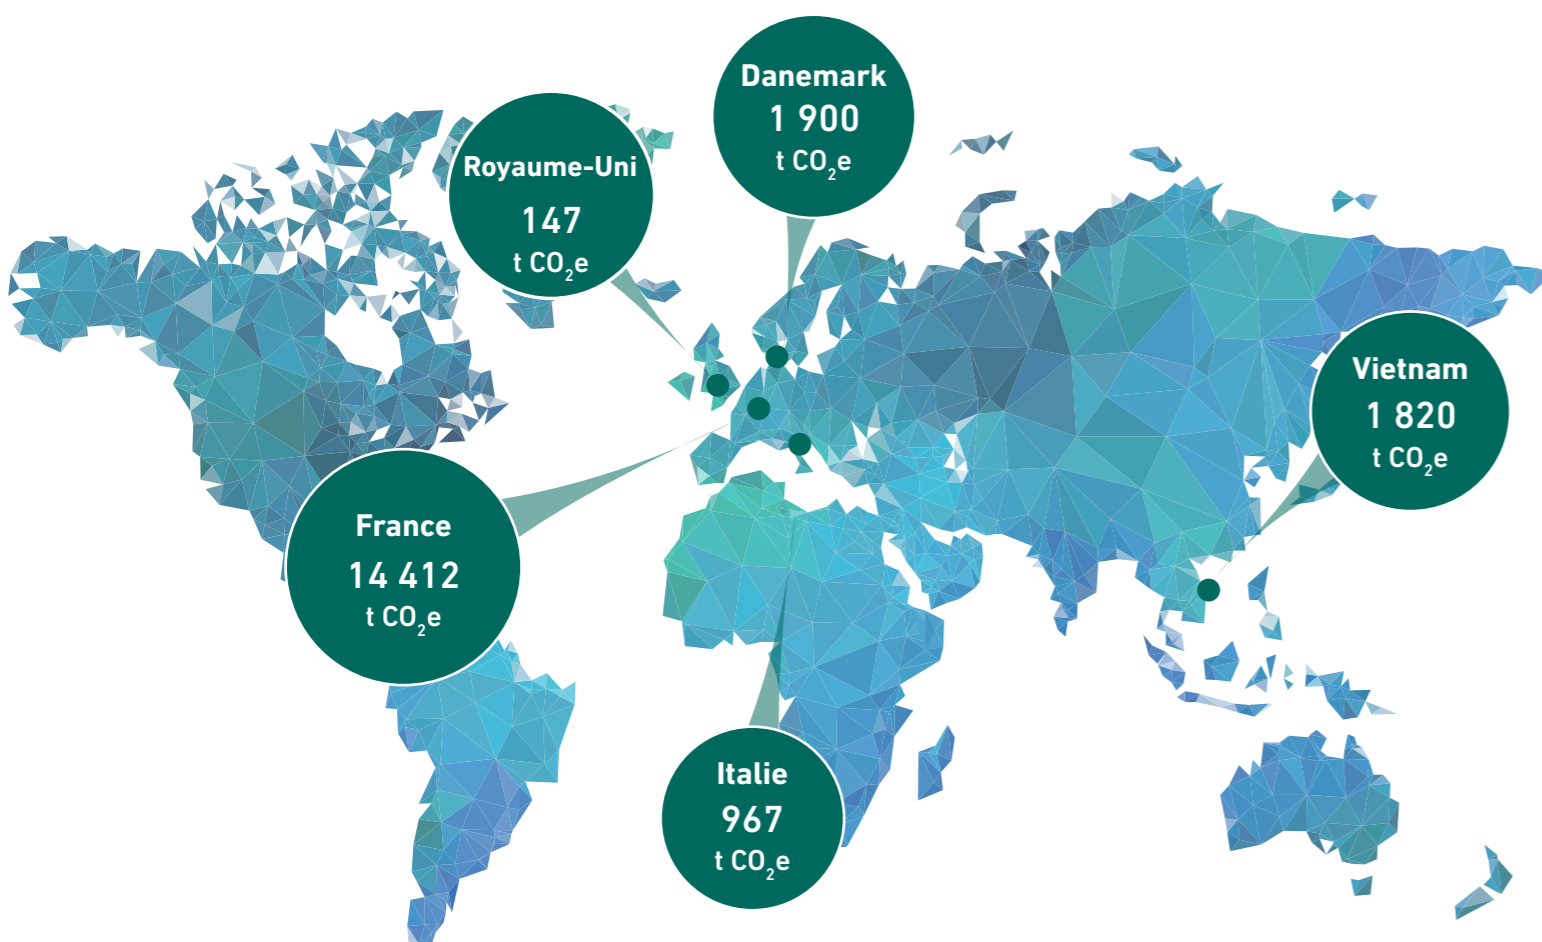 Danemark
1 900
t CO₂e
Royaume-Uni
147
t CO₂e
Vietnam
1 820
t CO₂e
France
14 412
t CO₂e
Italie
967
t CO₂e